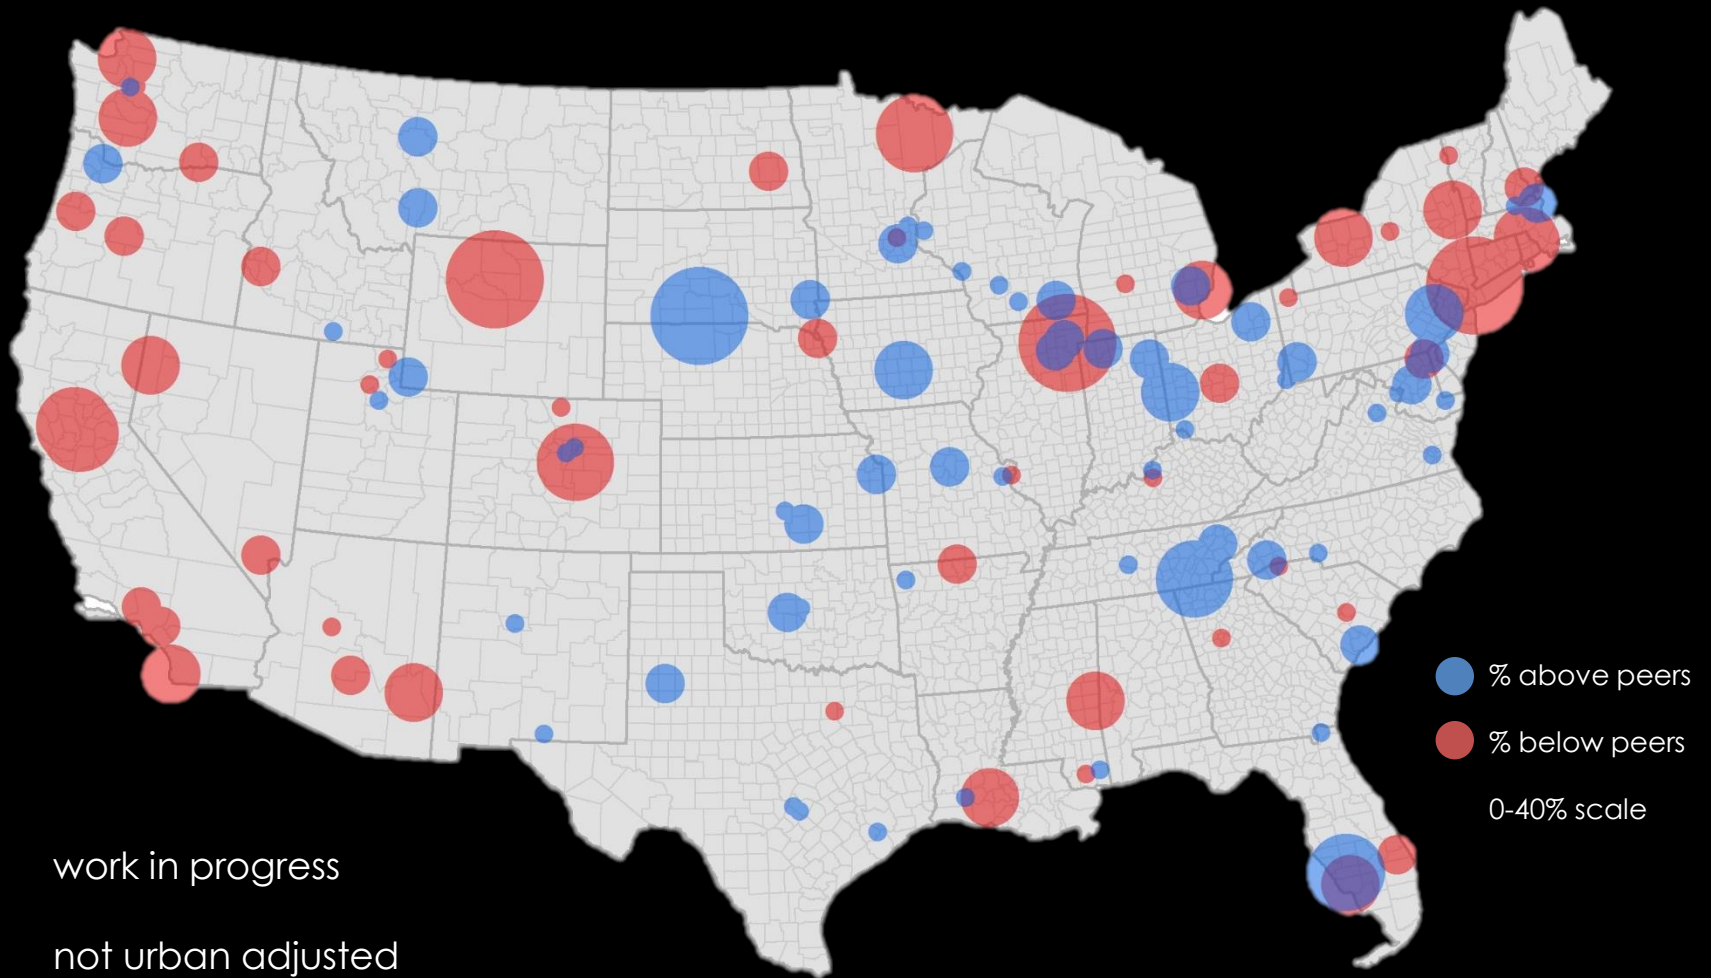 % above peers
% below peers
0-40% scale
work in progress
not urban adjusted